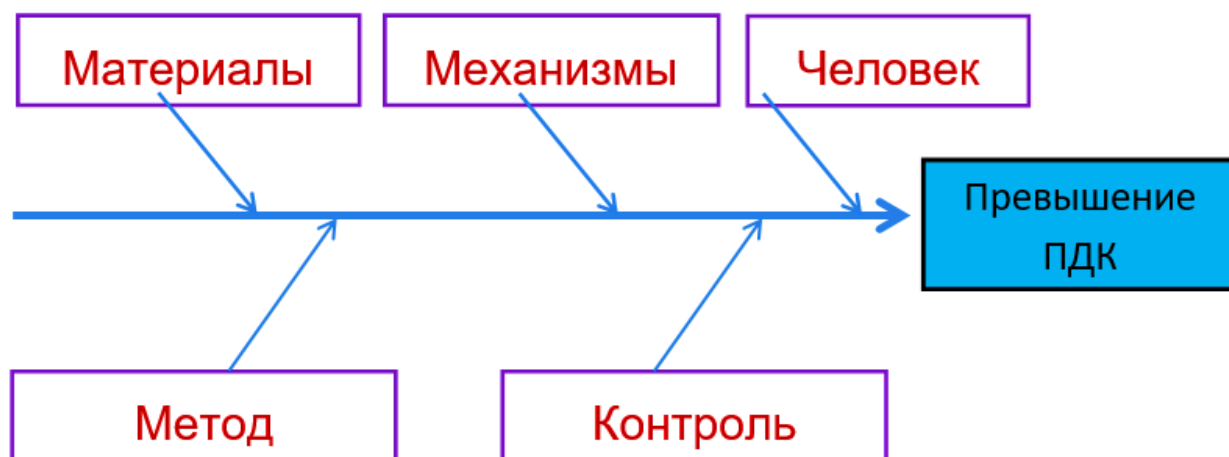 Материалы
Механизмы
Человек
Превышение
ПДК
Метод
Контроль